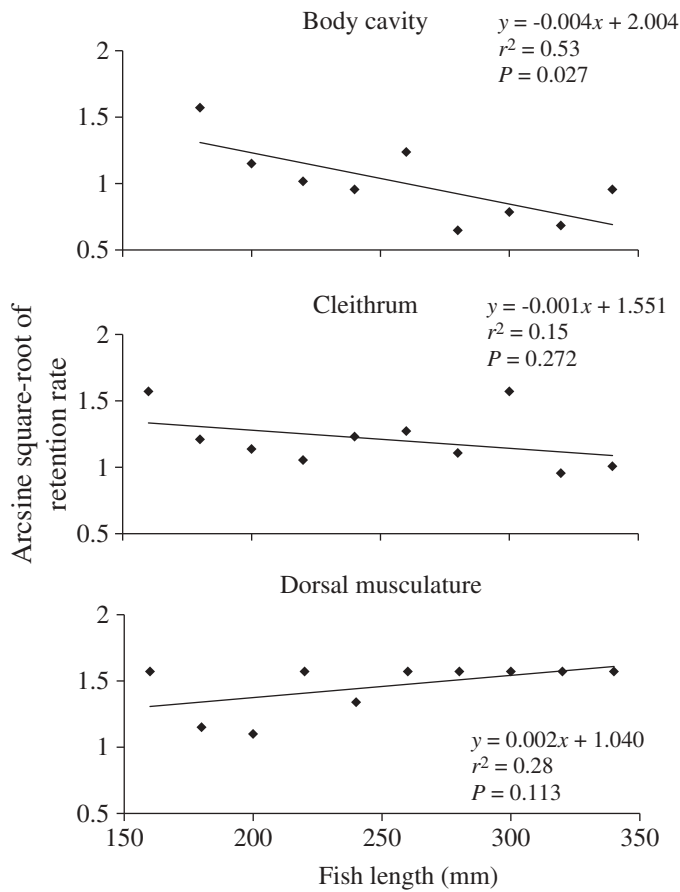 Body cavity
y = -0.004x + 2.004
r² = 0.53
P = 0.027
2
1.5
1
0.5
Cleithrum
y = -0.001x + 1.551
r² = 0.15
P = 0.272
2
1.5
1
0.5
Arcsine square-root of
retention rate
Dorsal musculature
2
1.5
1
0.5
y = 0.002x + 1.040
r² = 0.28
P = 0.113
150 200 250 300 350
Fish length (mm)